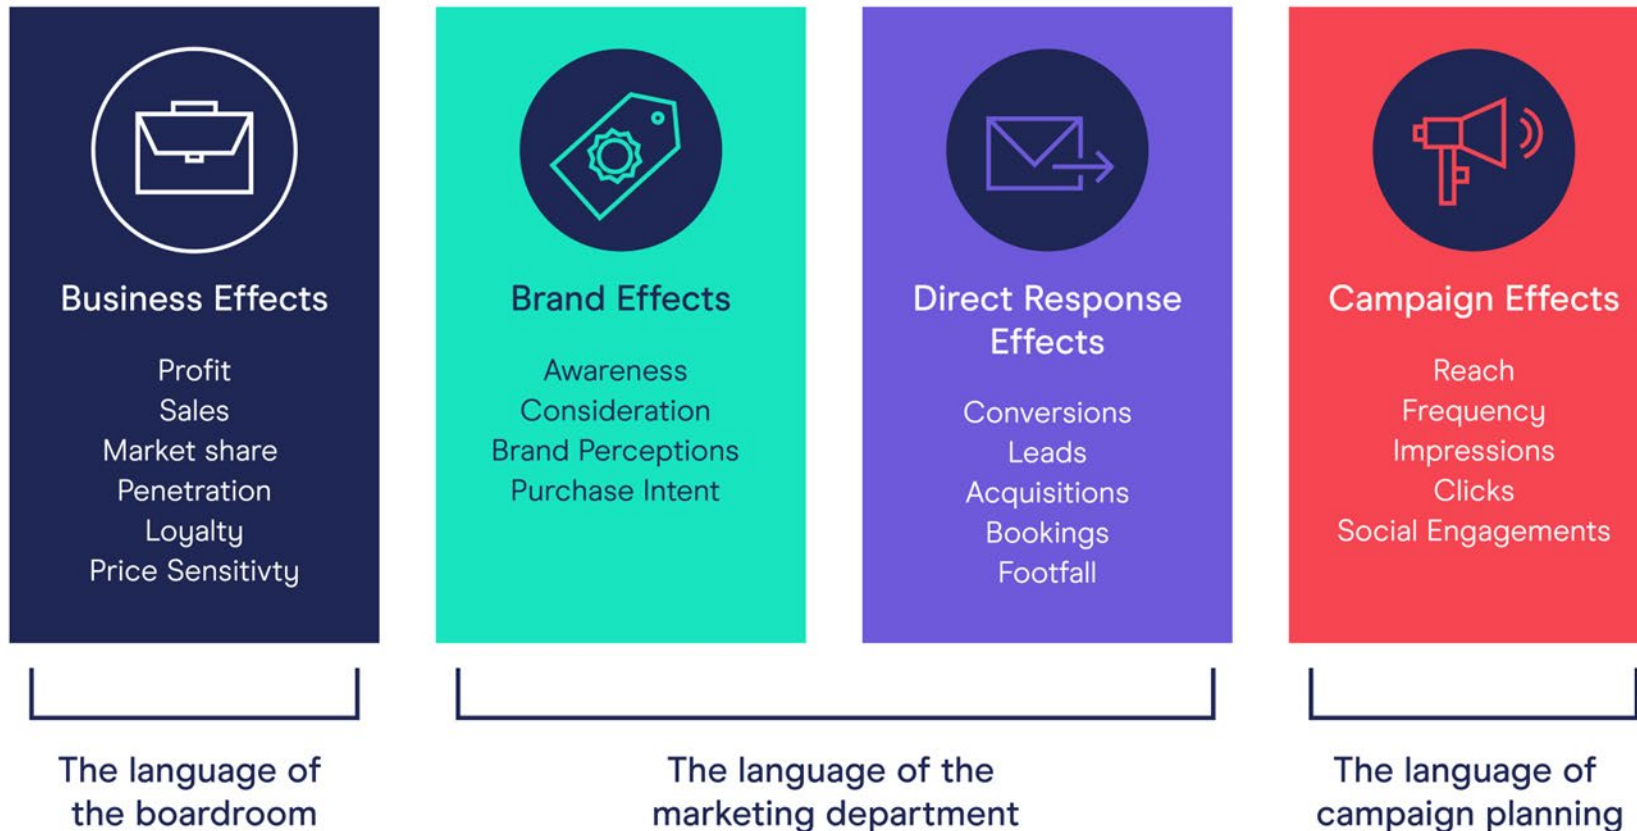 Business Effects
Profit
Sales
Market share
Penetration
Loyalty
Price Sensitivty
Brand Effects
Awareness
Consideration
Brand Perceptions
Purchase Intent
Direct Response
Effects
Conversions
Leads
Acquisitions
Bookings
Footfall
Campaign Effects
Reach
Frequency
Impressions
Clicks
Social Engagements
The language of
the boardroom
The language of the
marketing department
The language of
campaign planning